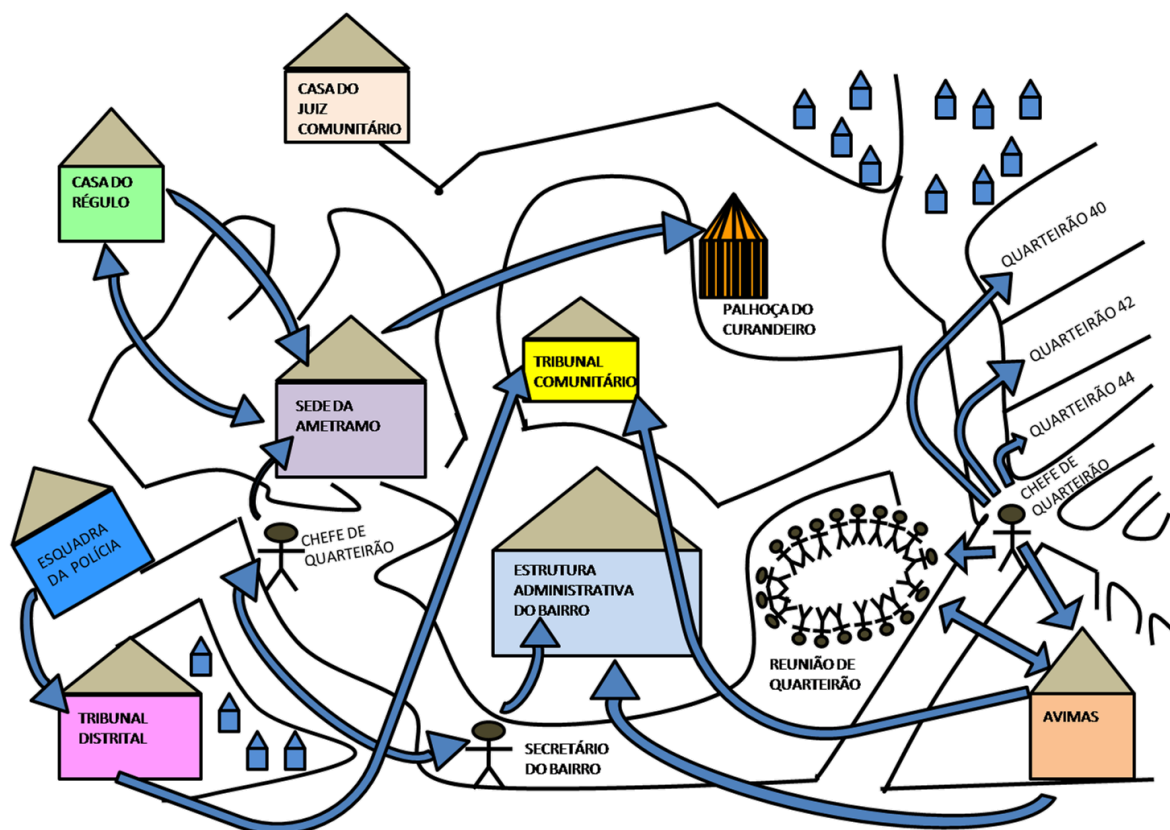 CASA DO
JUIZ
COMUNITÁRIO
CASA DO
RÉGULO
QUARTEIRÃO 40
PALHOÇA DO
CURANDEIRO
QUARTEIRÃO 42
TRIBUNAL
COMUNITÁRIO
QUARTEIRÃO 44
SEDE DA
AMETRAMO
CHEFE DE
QUARTEIRÃO
ESQUADRA
DA POLÍCIA
CHEFE DE
QUARTEIRÃO
ESTRUTURA
ADMINISTRATIVA
DO BAIRRO
REUNIÃO DE
QUARTEIRÃO
TRIBUNAL
DISTRITAL
AVIMAS
SECRETÁRIO
DO BAIRRO